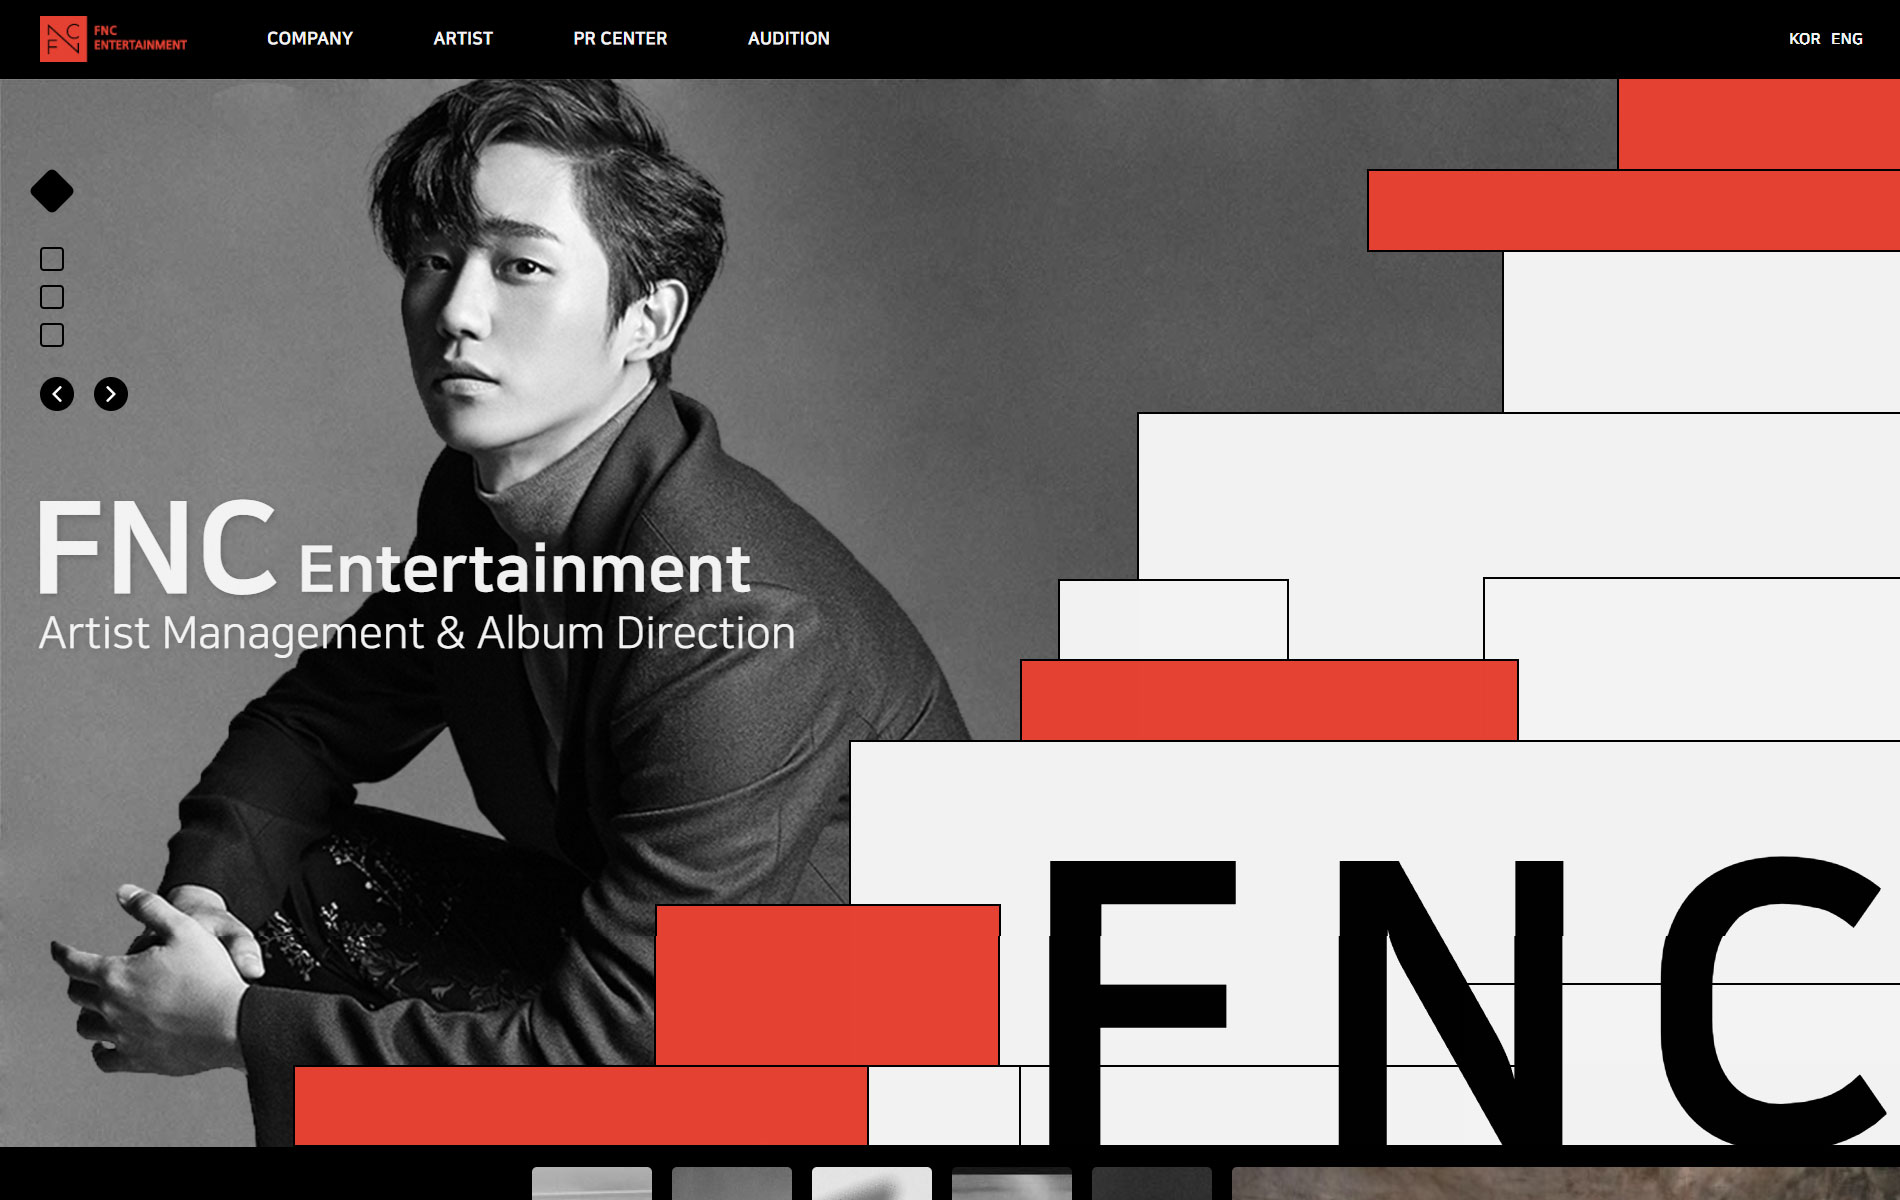 FNC
ENTERTAINMENT
COMPANY
ARTIST
PR CENTER
AUDITION
KOR ENG
FNC Entertainment
Artist Management & Album Direction
FNC